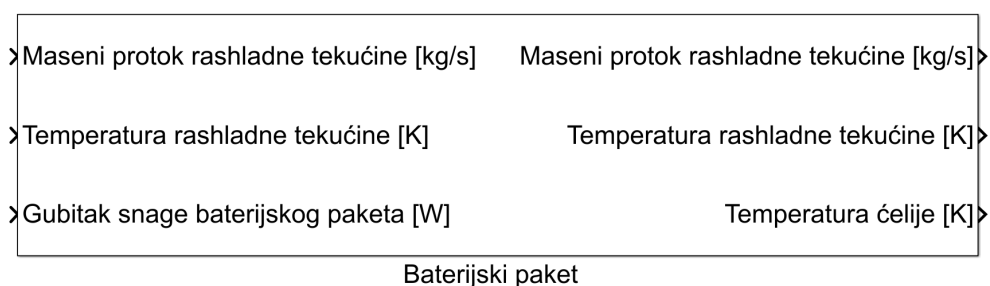 Maseni protok rashladne tekućine [kg/s] Maseni protok rashladne tekućine [kg/s]
Temperatura rashladne tekućine [K] Temperatura rashladne tekućine [K]
Gubitak snage baterijskog paketa [W] Temperatura ćelije [K]
Baterijski paket